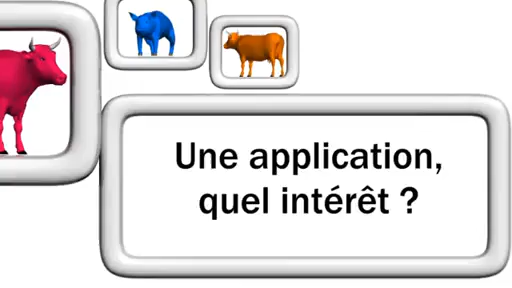 Une application,
quel intérêt ?